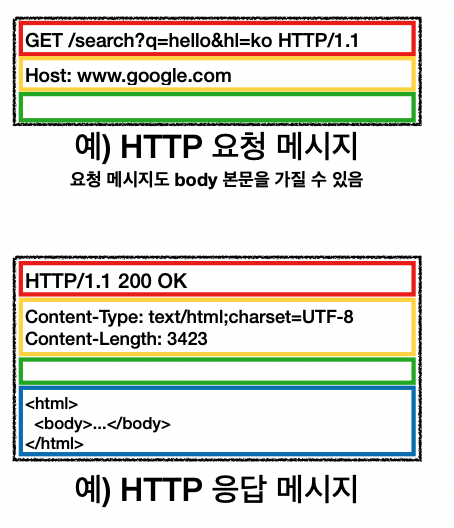 GET /search?q=hello&hl=ko HTTP/1.1
Host: www.google.com
예) HTTP 요청 메시지
요청 메시지도 body 본문을 가질 수 있음
HTTP/1.1 200 OK
Content-Type: text/html;charset=UTF-8
Content-Length: 3423
<html>
<body>...</body>
</html>
예) HTTP 응답 메시지